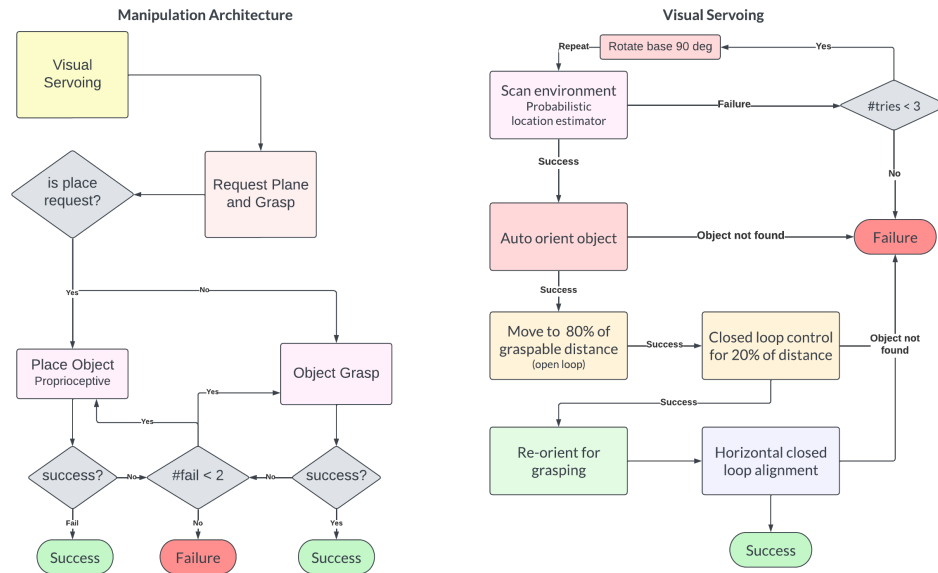 Manipulation Architecture
Visual
Servoing
is place
request?
Request Plane
and Grasp
Yes
No
Place Object
Proprioceptive
Object Grasp
Yes
Yes
success?
No
#fail < 2
No
success?
Fail
No
Yes
Success
Failure
Success
Visual Servoing
Repeat
Rotate base 90 deg
Yes
Scan environment
Probabilistic
location estimator
Failure
#tries < 3
Success
No
Auto orient object
Object not found
Failure
Success
Move to 80% of
graspable distance
(open loop)
Success
Closed loop control
for 20% of distance
Object not
found
Success
Re-orient for
grasping
Horizontal closed
loop alignment
Success